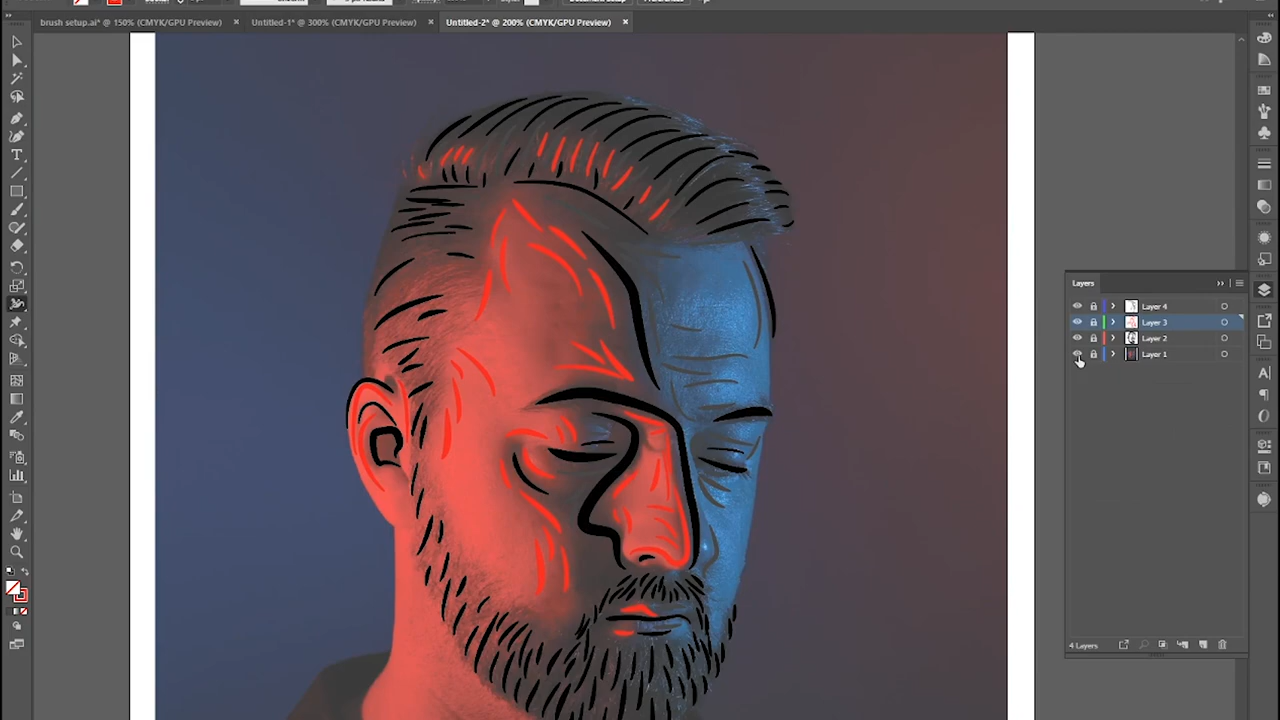 brush setup.ai* @ 150% (CMYK/GPU Preview)
Untitled-1* @ 300% (CMYK/GPU Preview)
Untitled-2* @ 200% (CMYK/GPU Preview)
Layers
Layer 4
Layer 3
Layer 2
Layer 1
4 Layers